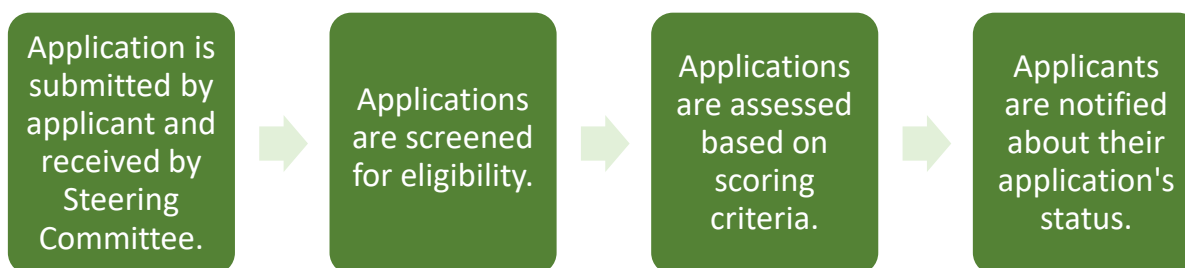 Application is
submitted by
applicant and
received by
Steering
Committee.
Applications
are screened
for eligibility.
Applications
are assessed
based on
scoring
criteria.
Applicants
are notified
about their
application's
status.